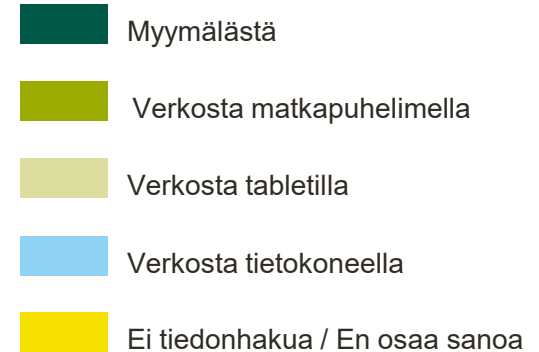 Myymälästä
Verkosta matkapuhelimella
Verkosta tabletilla
Verkosta tietokoneella
Ei tiedonhakua / En osaa sanoa